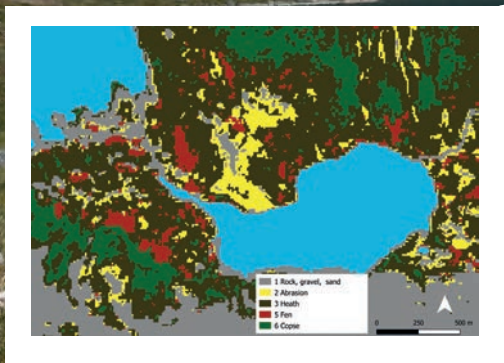 1 Rock, gravel, sand
2 Abrasion
3 Heath
5 Fen
6 Copse
0 250 500 m